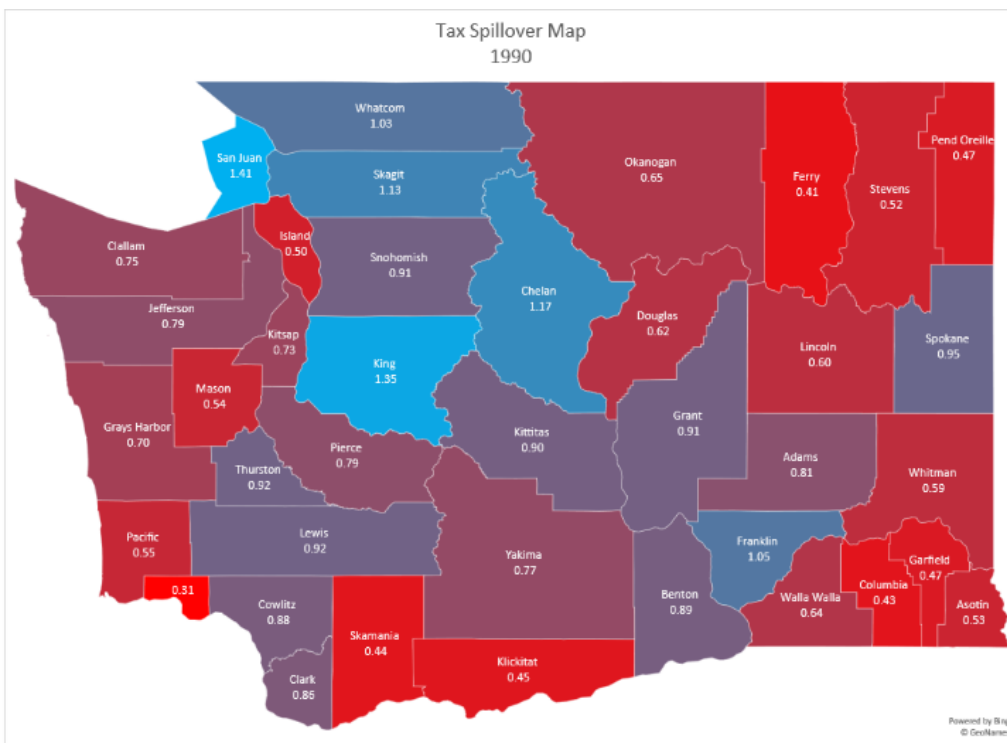 Tax Spillover Map
1990
Whatcom
1.03
San Juan
1.41
Skagit
1.13
Okanogan
0.65
Ferry
0.41
Stevens
0.52
Pend Oreille
0.47
Clallam
0.75
Island
0.50
Snohomish
0.91
Chelan
1.17
Jefferson
0.79
Kitsap
0.73
King
1.35
Douglas
0.62
Lincoln
0.60
Spokane
0.95
Mason
0.54
Grays Harbor
0.70
Pierce
0.79
Kittitas
0.90
Grant
0.91
Adams
0.81
Whitman
0.59
Thurston
0.92
Pacific
0.55
Lewis
0.92
Yakima
0.77
Franklin
1.05
Garfield
0.47
0.31
Cowlitz
0.88
Skamania
0.44
Benton
0.89
Walla Walla
0.64
Columbia
0.43
Asotin
0.53
Clark
0.86
Klickitat
0.45
Powered by Bing
© GeoNames